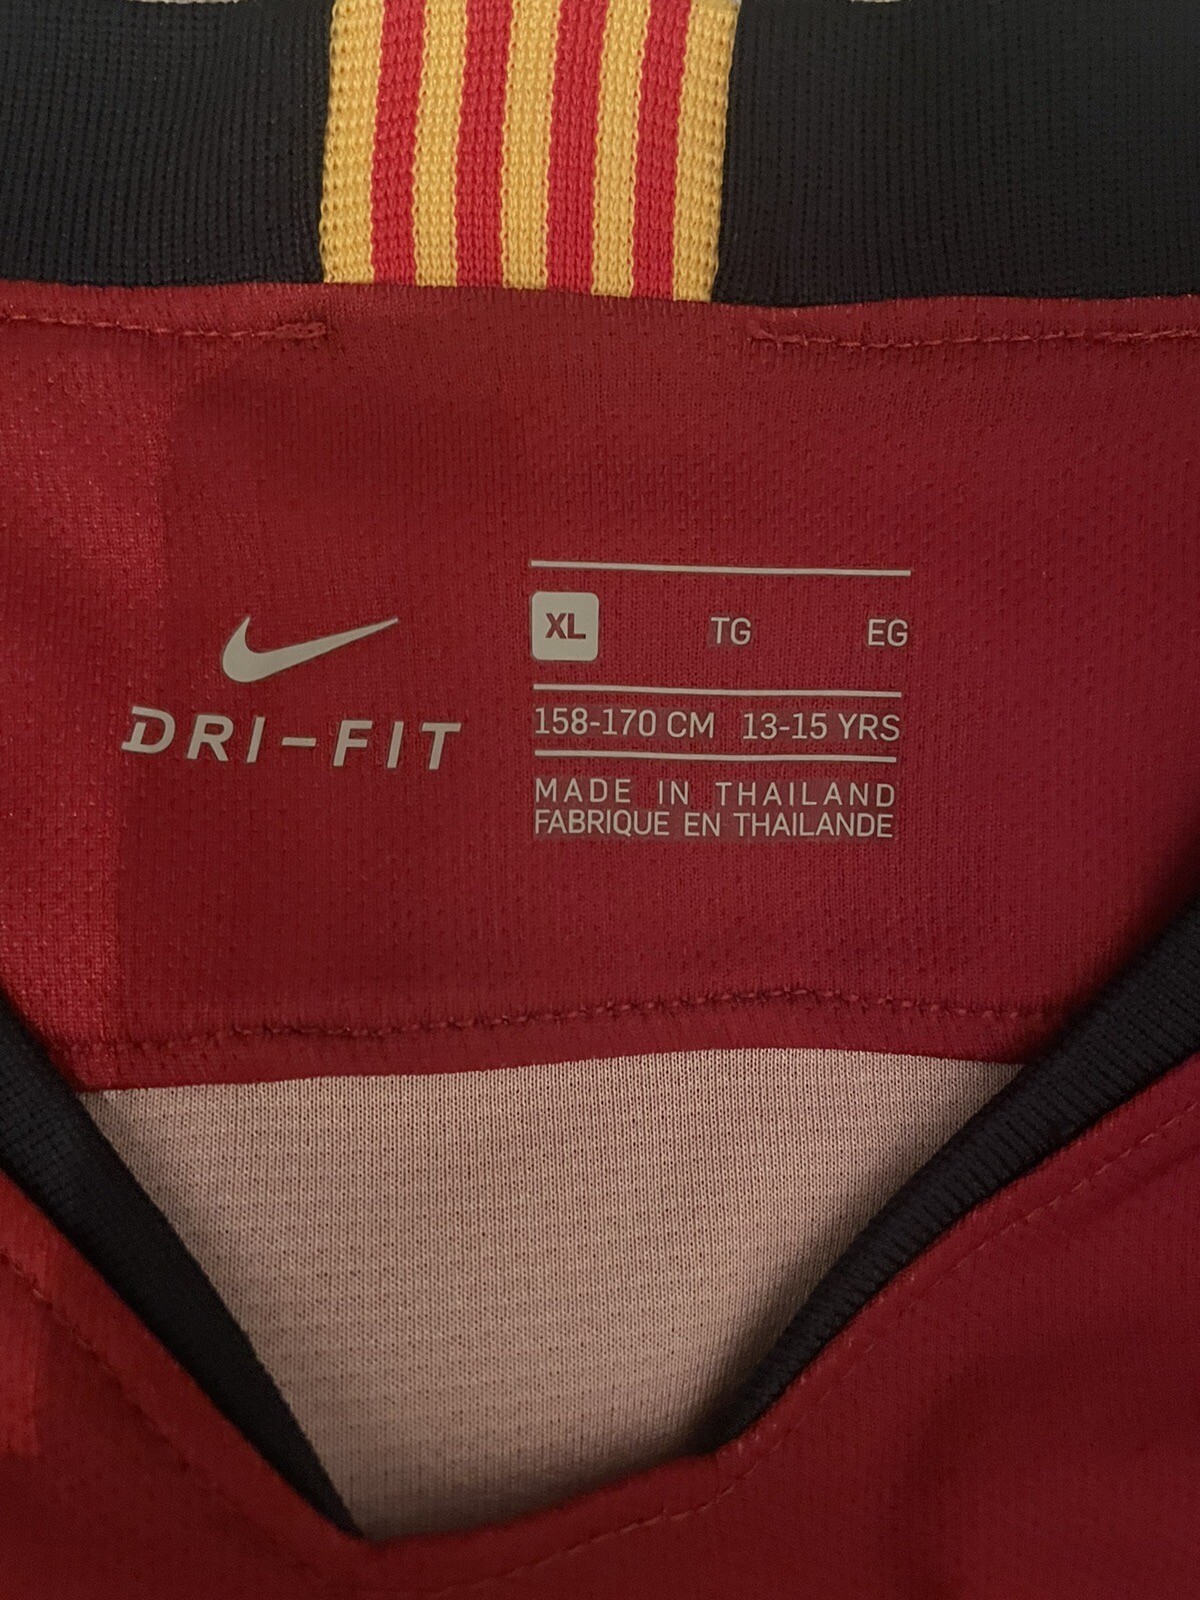 DRI-FIT
XL TG EG
158-170 CM 13-15 YRS
MADE IN THAILAND
FABRIQUE EN THAILANDE